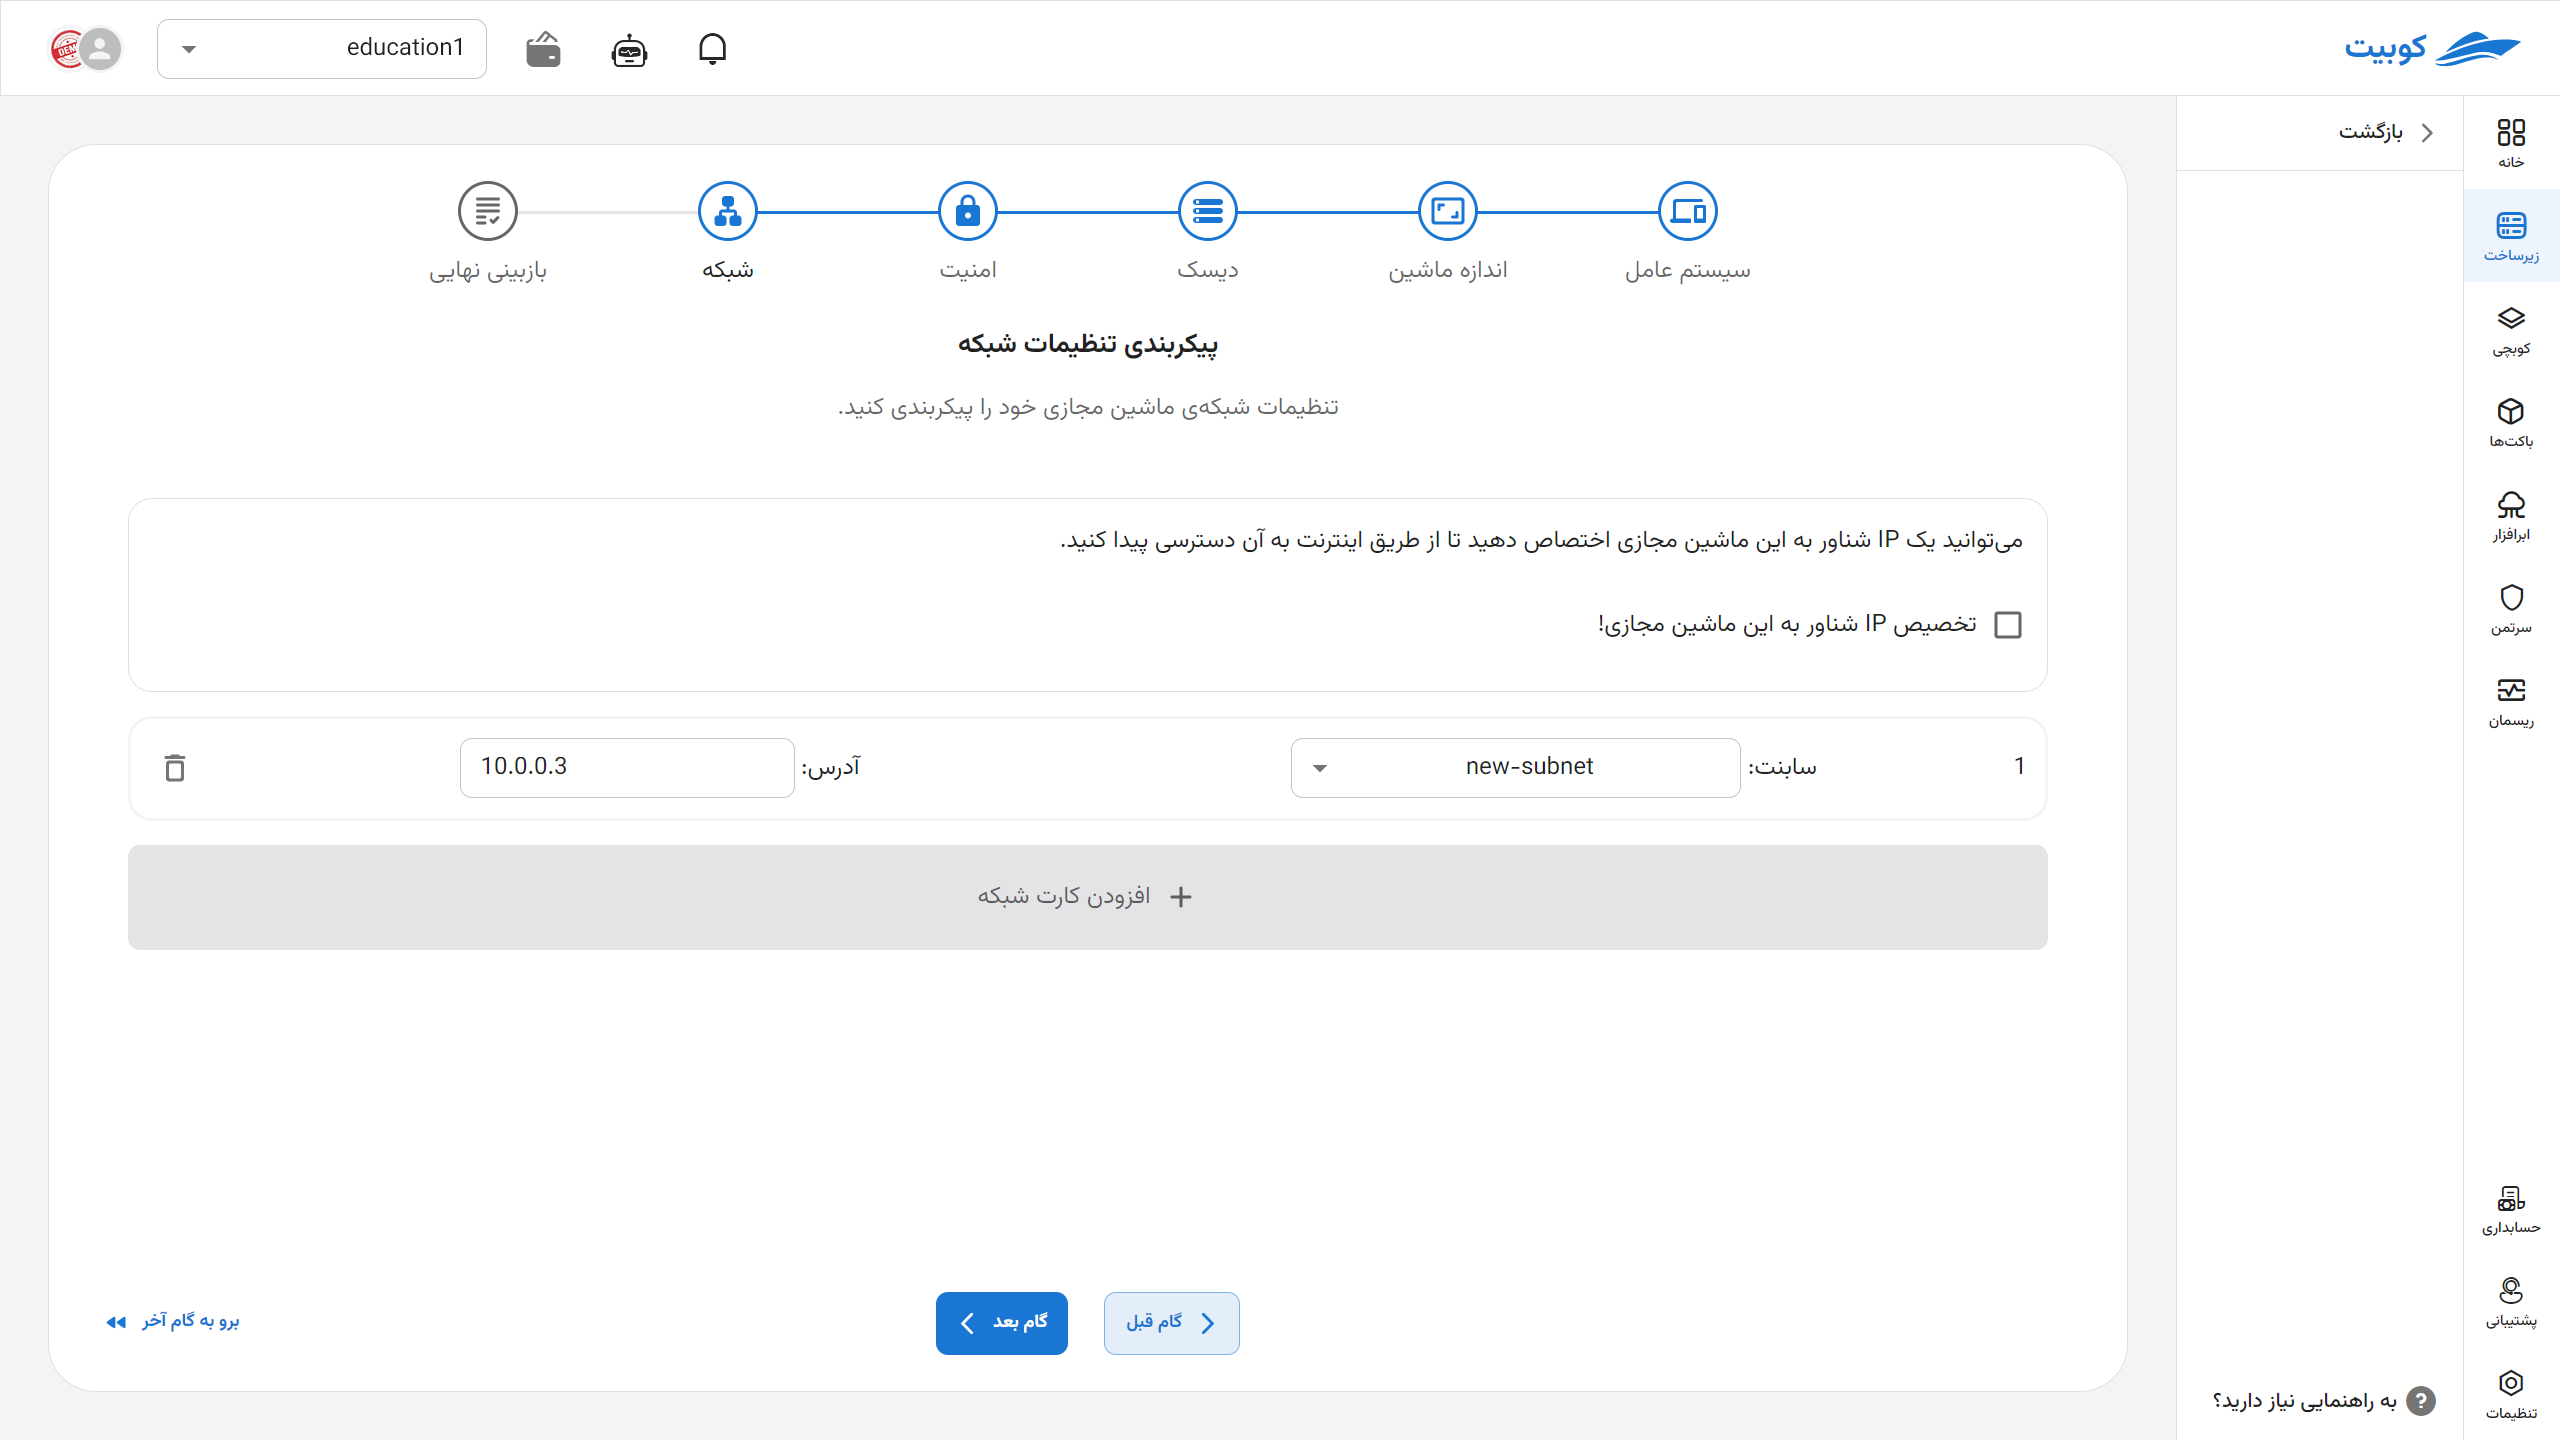 کوبیت
education1
خانه
زیرساخت
کوبچی
باکت‌ها
ابرافزار
سرتمن
ریسمان
حسابداری
پشتیبانی
تنظیمات
بازگشت
به راهنمایی نیاز دارید؟
سیستم عامل
اندازه ماشین
دیسک
امنیت
شبکه
بازبینی نهایی
پیکربندی تنظیمات شبکه
تنظیمات شبکه‌ی ماشین مجازی خود را پیکربندی کنید.
می‌توانید یک IP شناور به این ماشین مجازی اختصاص دهید تا از طریق اینترنت به آن دسترسی پیدا کنید.
تخصیص IP شناور به این ماشین مجازی!
1 سابنت: new-subnet آدرس: 10.0.0.3
افزودن کارت شبکه
گام قبل
گام بعد
برو به گام آخر